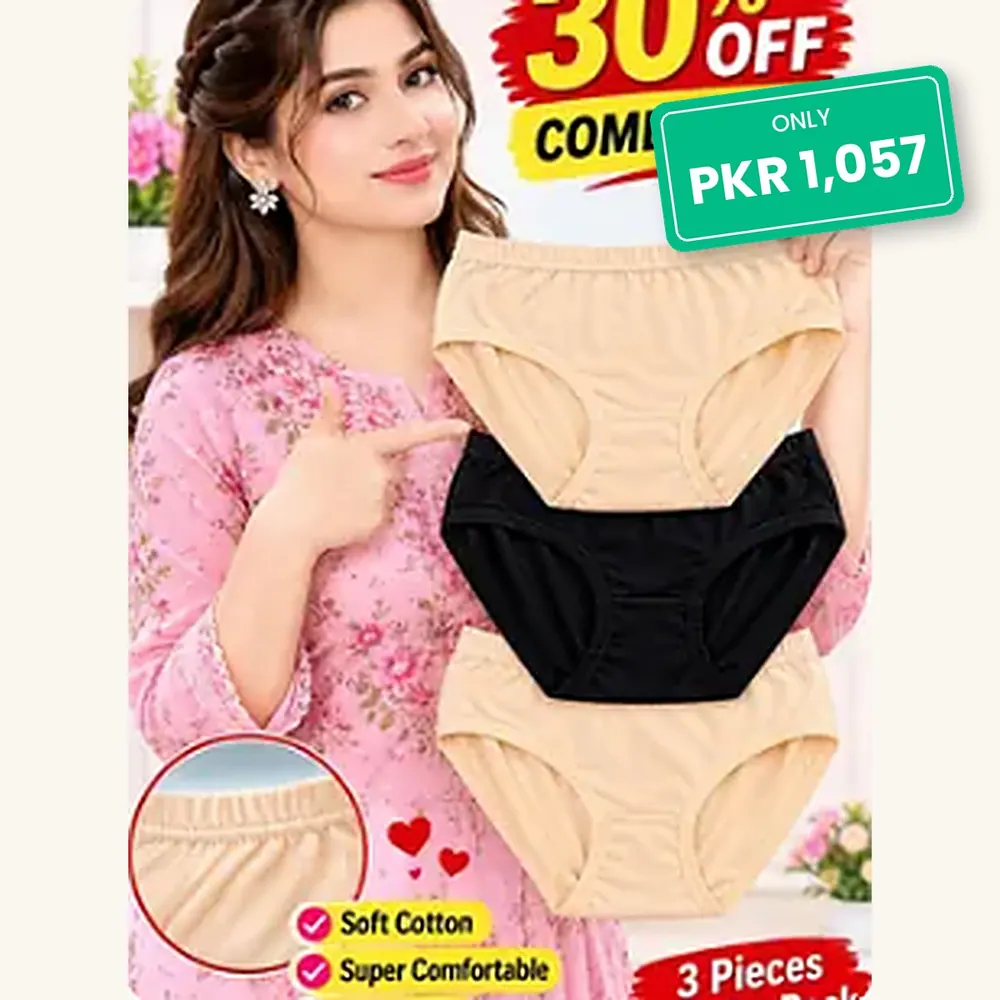 30%
OFF
ONLY
PKR 1,057
Soft Cotton
Super Comfortable
3 Pieces